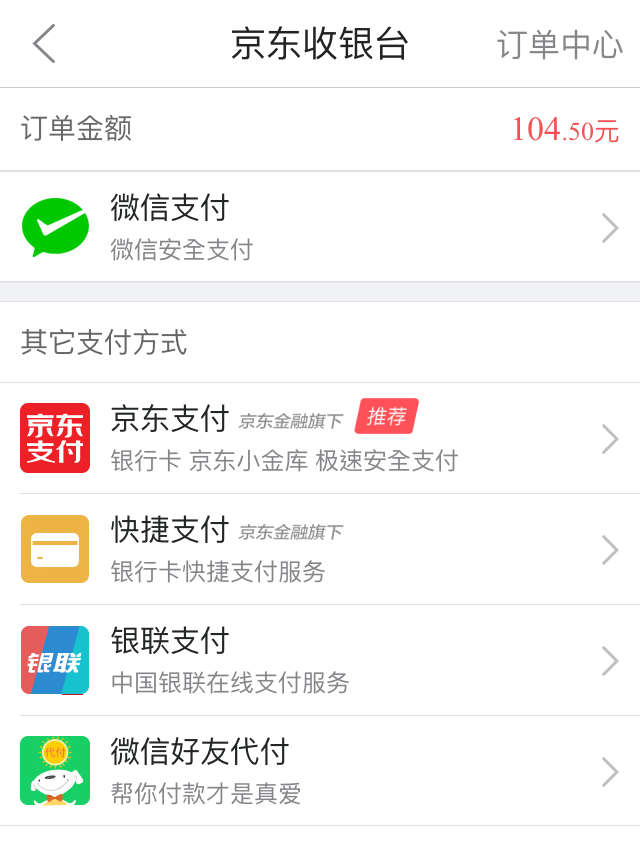 京东收银台 订单中心
订单金额 104.50元
微信支付
微信安全支付
其它支付方式
京东支付 京东金融旗下 推荐
京东
支付
银行卡 京东小金库 极速安全支付
快捷支付 京东金融旗下
银行卡快捷支付服务
银联支付
银联
中国银联在线支付服务
微信好友代付
代付
帮你付款才是真爱